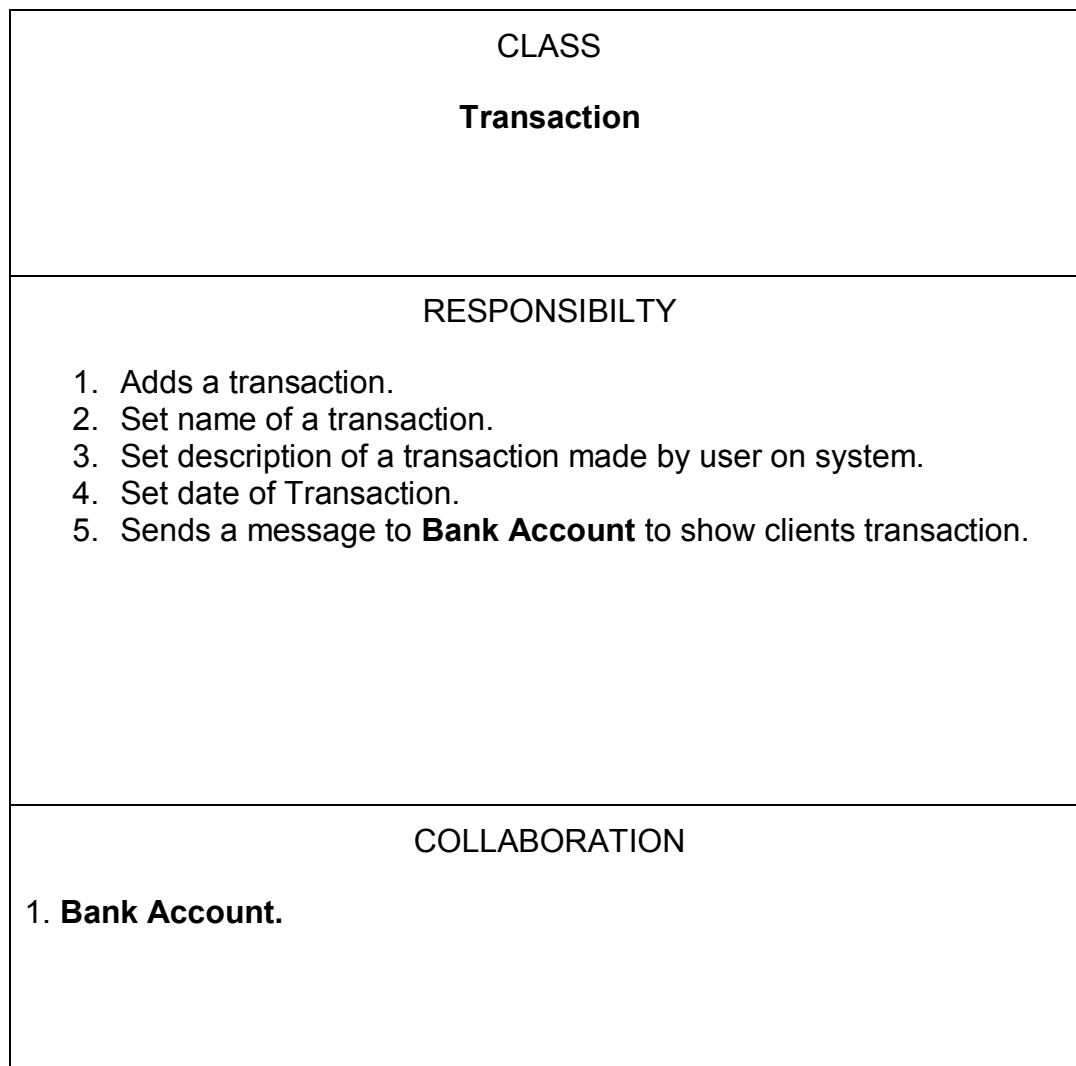 CLASS
Transaction
RESPONSIBILTY
1. Adds a transaction.
2. Set name of a transaction.
3. Set description of a transaction made by user on system.
4. Set date of Transaction.
5. Sends a message to Bank Account to show clients transaction.
COLLABORATION
1. Bank Account.